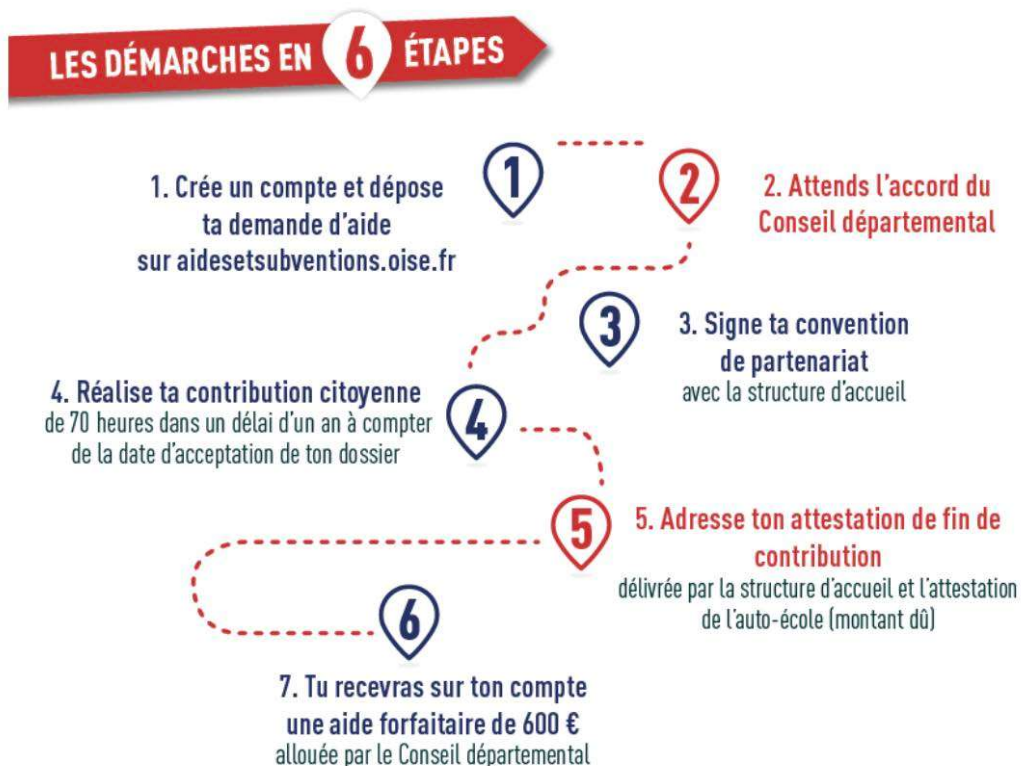 LES DÉMARCHES EN 6 ÉTAPES
1
1. Crée un compte et dépose
ta demande d'aide
sur aidesetsubventions.oise.fr
2
2. Attends l'accord du
Conseil départemental
3
3. Signe ta convention
de partenariat
avec la structure d'accueil
4. Réalise ta contribution citoyenne
de 70 heures dans un délai d'un an à compter
de la date d'acceptation de ton dossier
4
5
5. Adresse ton attestation de fin de
contribution
délivrée par la structure d'accueil et l'attestation
de l'auto-école (montant dû)
6
7. Tu recevras sur ton compte
une aide forfaitaire de 600 €
allouée par le Conseil départemental